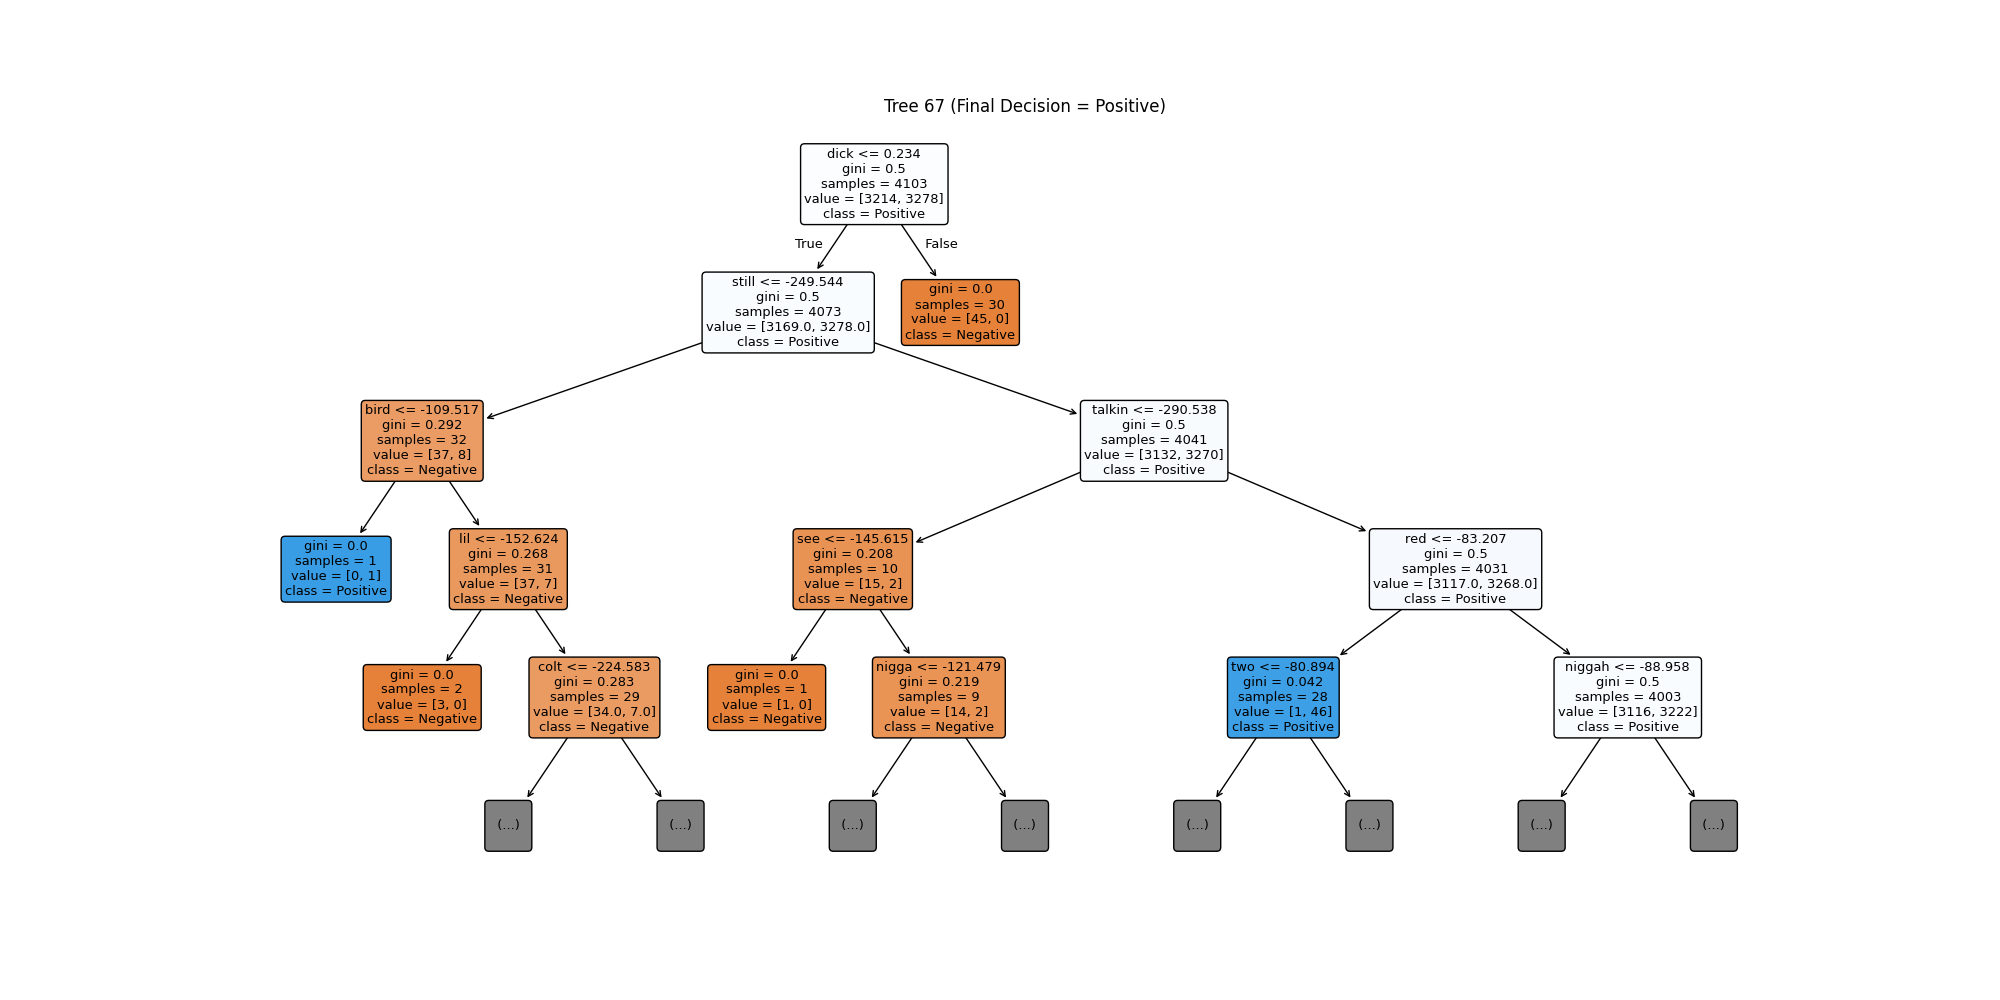 Tree 67 (Final Decision = Positive)
dick <= 0.234
gini = 0.5
samples = 4103
value = [3214, 3278]
class = Positive
True
False
still <= -249.544
gini = 0.5
samples = 4073
value = [3169.0, 3278.0]
class = Positive
gini = 0.0
samples = 30
value = [45, 0]
class = Negative
bird <= -109.517
gini = 0.292
samples = 32
value = [37, 8]
class = Negative
talkin <= -290.538
gini = 0.5
samples = 4041
value = [3132, 3270]
class = Positive
gini = 0.0
samples = 1
value = [0, 1]
class = Positive
lil <= -152.624
gini = 0.268
samples = 31
value = [37, 7]
class = Negative
see <= -145.615
gini = 0.208
samples = 10
value = [15, 2]
class = Negative
red <= -83.207
gini = 0.5
samples = 4031
value = [3117.0, 3268.0]
class = Positive
gini = 0.0
samples = 2
value = [3, 0]
class = Negative
colt <= -224.583
gini = 0.283
samples = 29
value = [34.0, 7.0]
class = Negative
gini = 0.0
samples = 1
value = [1, 0]
class = Negative
nigga <= -121.479
gini = 0.219
samples = 9
value = [14, 2]
class = Negative
two <= -80.894
gini = 0.042
samples = 28
value = [1, 46]
class = Positive
niggah <= -88.958
gini = 0.5
samples = 4003
value = [3116, 3222]
class = Positive
(...)
(...)
(...)
(...)
(...)
(...)
(...)
(...)